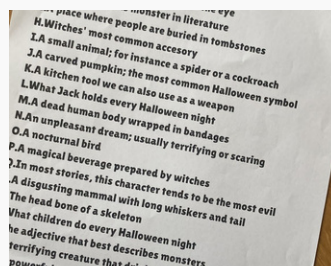 the eye
monster in literature
place where people are buried in tombstones
H.Witches' most common accesory
I.A small animal; for instance a spider or a cockroach
J.A carved pumpkin; the most common Halloween symbol
K.A kitchen tool we can also use as a weapon
L.What Jack holds every Halloween night
M.A dead human body wrapped in bandages
N.An unpleasant dream; usually terrifying or scaring
O.A nocturnal bird
P.A magical beverage prepared by witches
Q.In most stories, this character tends to be the most evil
.A disgusting mammal with long whiskers and tail
The head bone of a skeleton
What children do every Halloween night
he adjective that best describes monsters
terrifying creature that